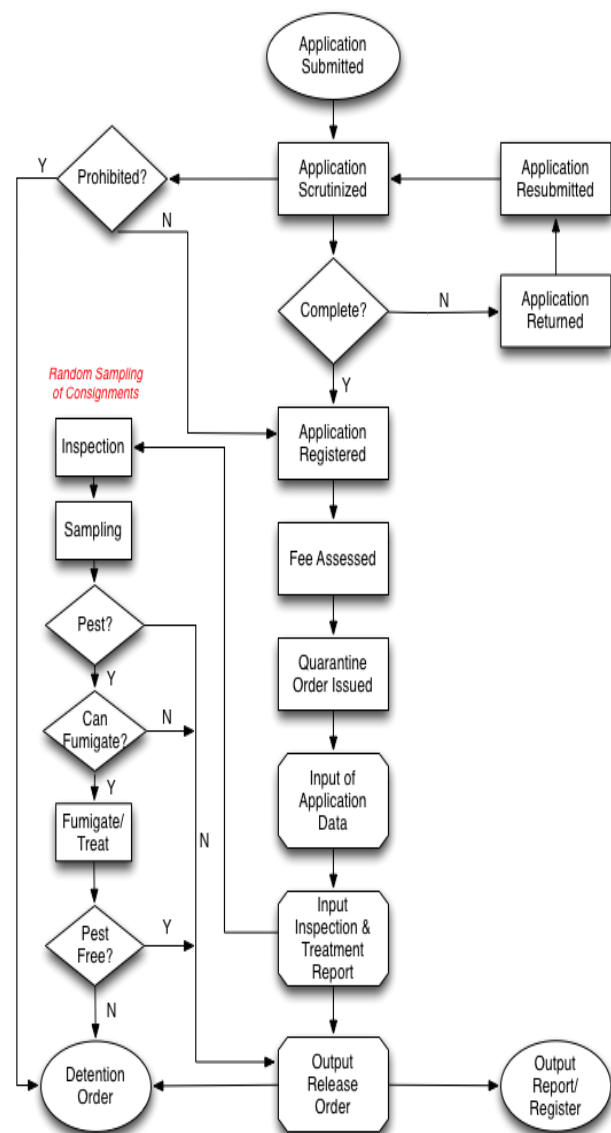 Application
Submitted
Y
Prohibited?
Application
Scrutinized
Application
Resubmitted
N
Complete?
N
Application
Returned
Y
Random Sampling
of Consignments
Inspection
Application
Registered
Sampling
Fee Assessed
Pest?
Y
Quarantine
Order Issued
Can
Fumigate?
N
Y
Input of
Application
Data
Fumigate/
Treat
N
Input
Inspection &
Treatment
Report
Pest
Free?
Y
N
Detention
Order
Output
Release
Order
Output
Report/
Register